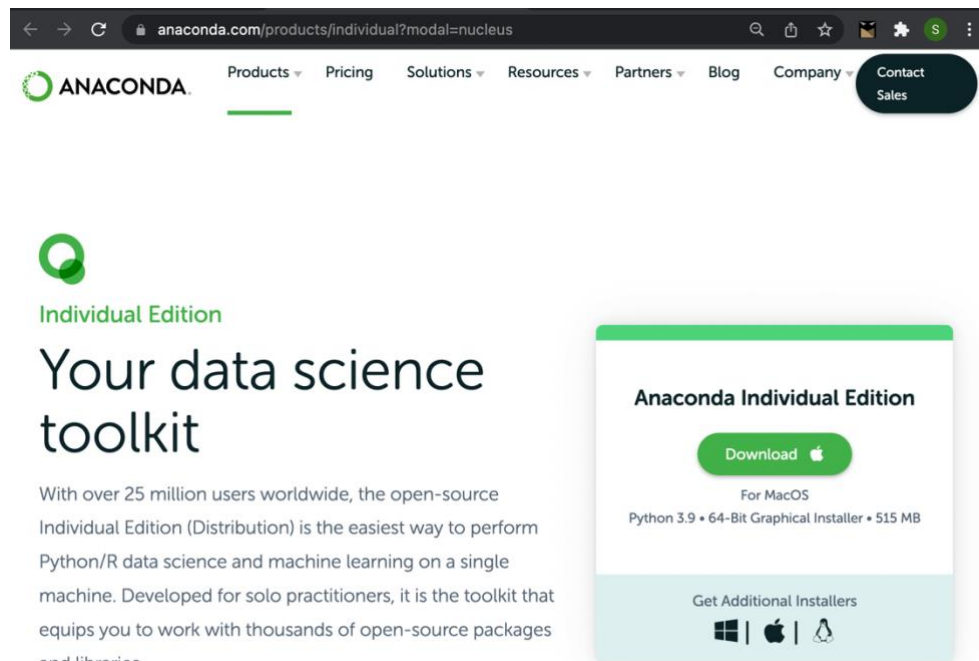 anaconda.com/products/individual?modal=nucleus
S
ANACONDA.
Products
Pricing
Solutions
Resources
Partners
Blog
Company
Contact
Sales
Individual Edition
Your data science
toolkit
With over 25 million users worldwide, the open-source
Individual Edition (Distribution) is the easiest way to perform
Python/R data science and machine learning on a single
machine. Developed for solo practitioners, it is the toolkit that
equips you to work with thousands of open-source packages
and libraries.
Anaconda Individual Edition
Download
For MacOS
Python 3.9 • 64-Bit Graphical Installer • 515 MB
Get Additional Installers
| |